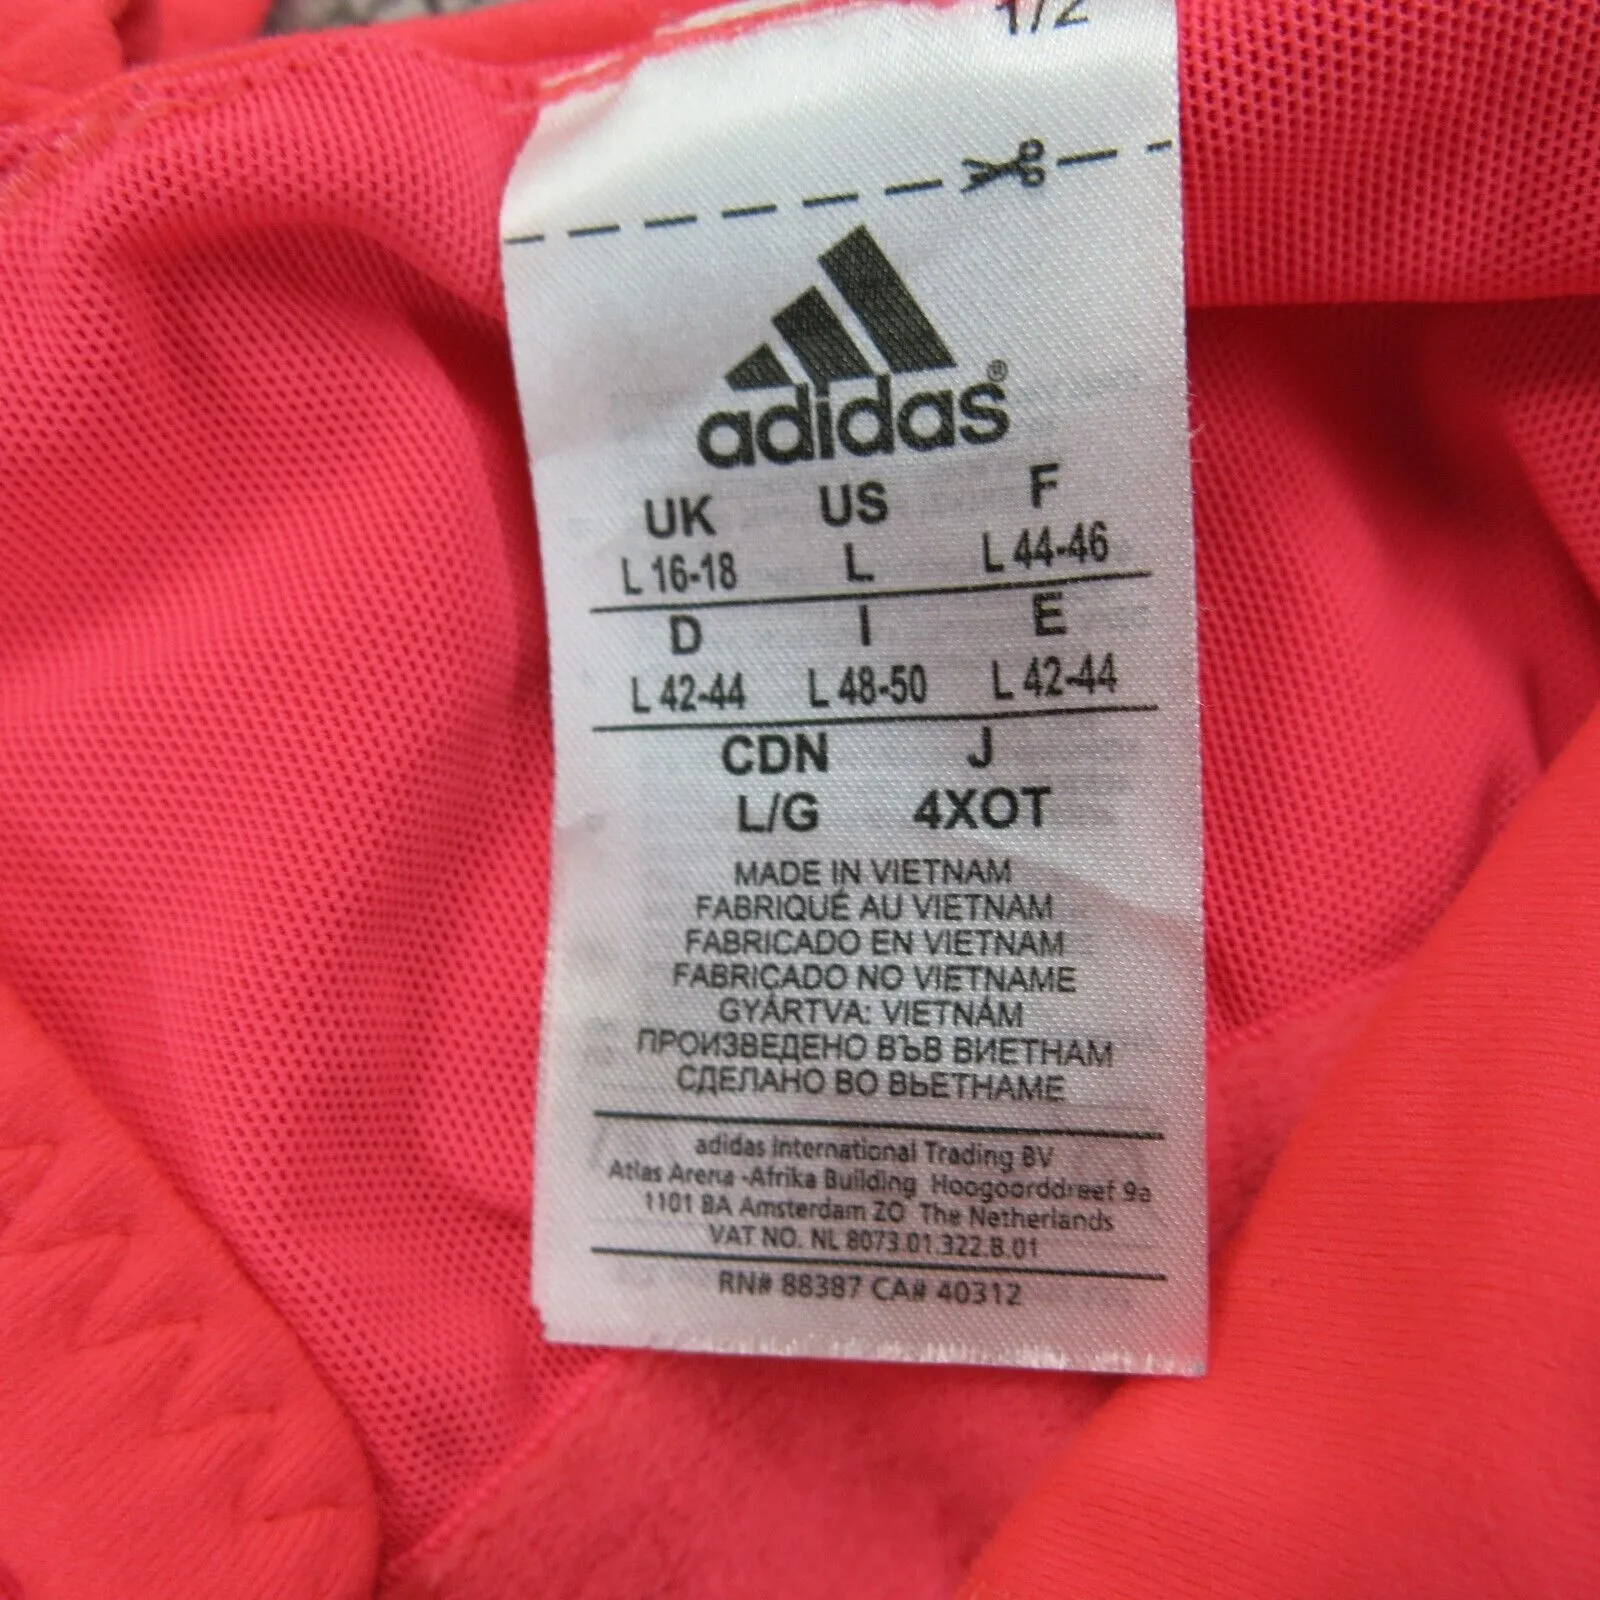 1/2
adidas®
UK US F
L 16-18 L L 44-46
D I E
L 42-44 L 48-50 L 42-44
CDN J
L/G 4XOT
MADE IN VIETNAM
FABRIQUÉ AU VIETNAM
FABRICADO EN VIETNAM
FABRICADO NO VIETNAME
GYÁRTVA: VIETNÁM
ПРОИЗВЕДЕНО ВЪВ ВИЕТНАМ
СДЕЛАНО ВО ВЬЕТНАМЕ
adidas International Trading BV
Atlas Arena -Afrika Building Hoogoorddreef 9a
1101 BA Amsterdam ZO The Netherlands
VAT NO. NL 8073.01.322.B.01
RN# 88387 CA# 40312